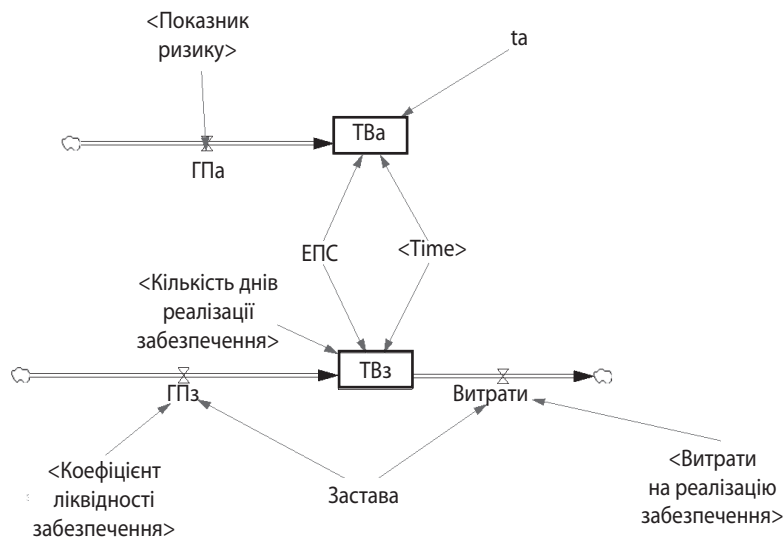 <Показник
ризику>
ta
ТВа
ГПа
ЕПС
<Time>
<Кількість днів
реалізації
забезпечення>
ТВз
ГПз
Витрати
<Коефіцієнт
ліквідності
забезпечення>
Застава
<Витрати
на реалізацію
забезпечення>